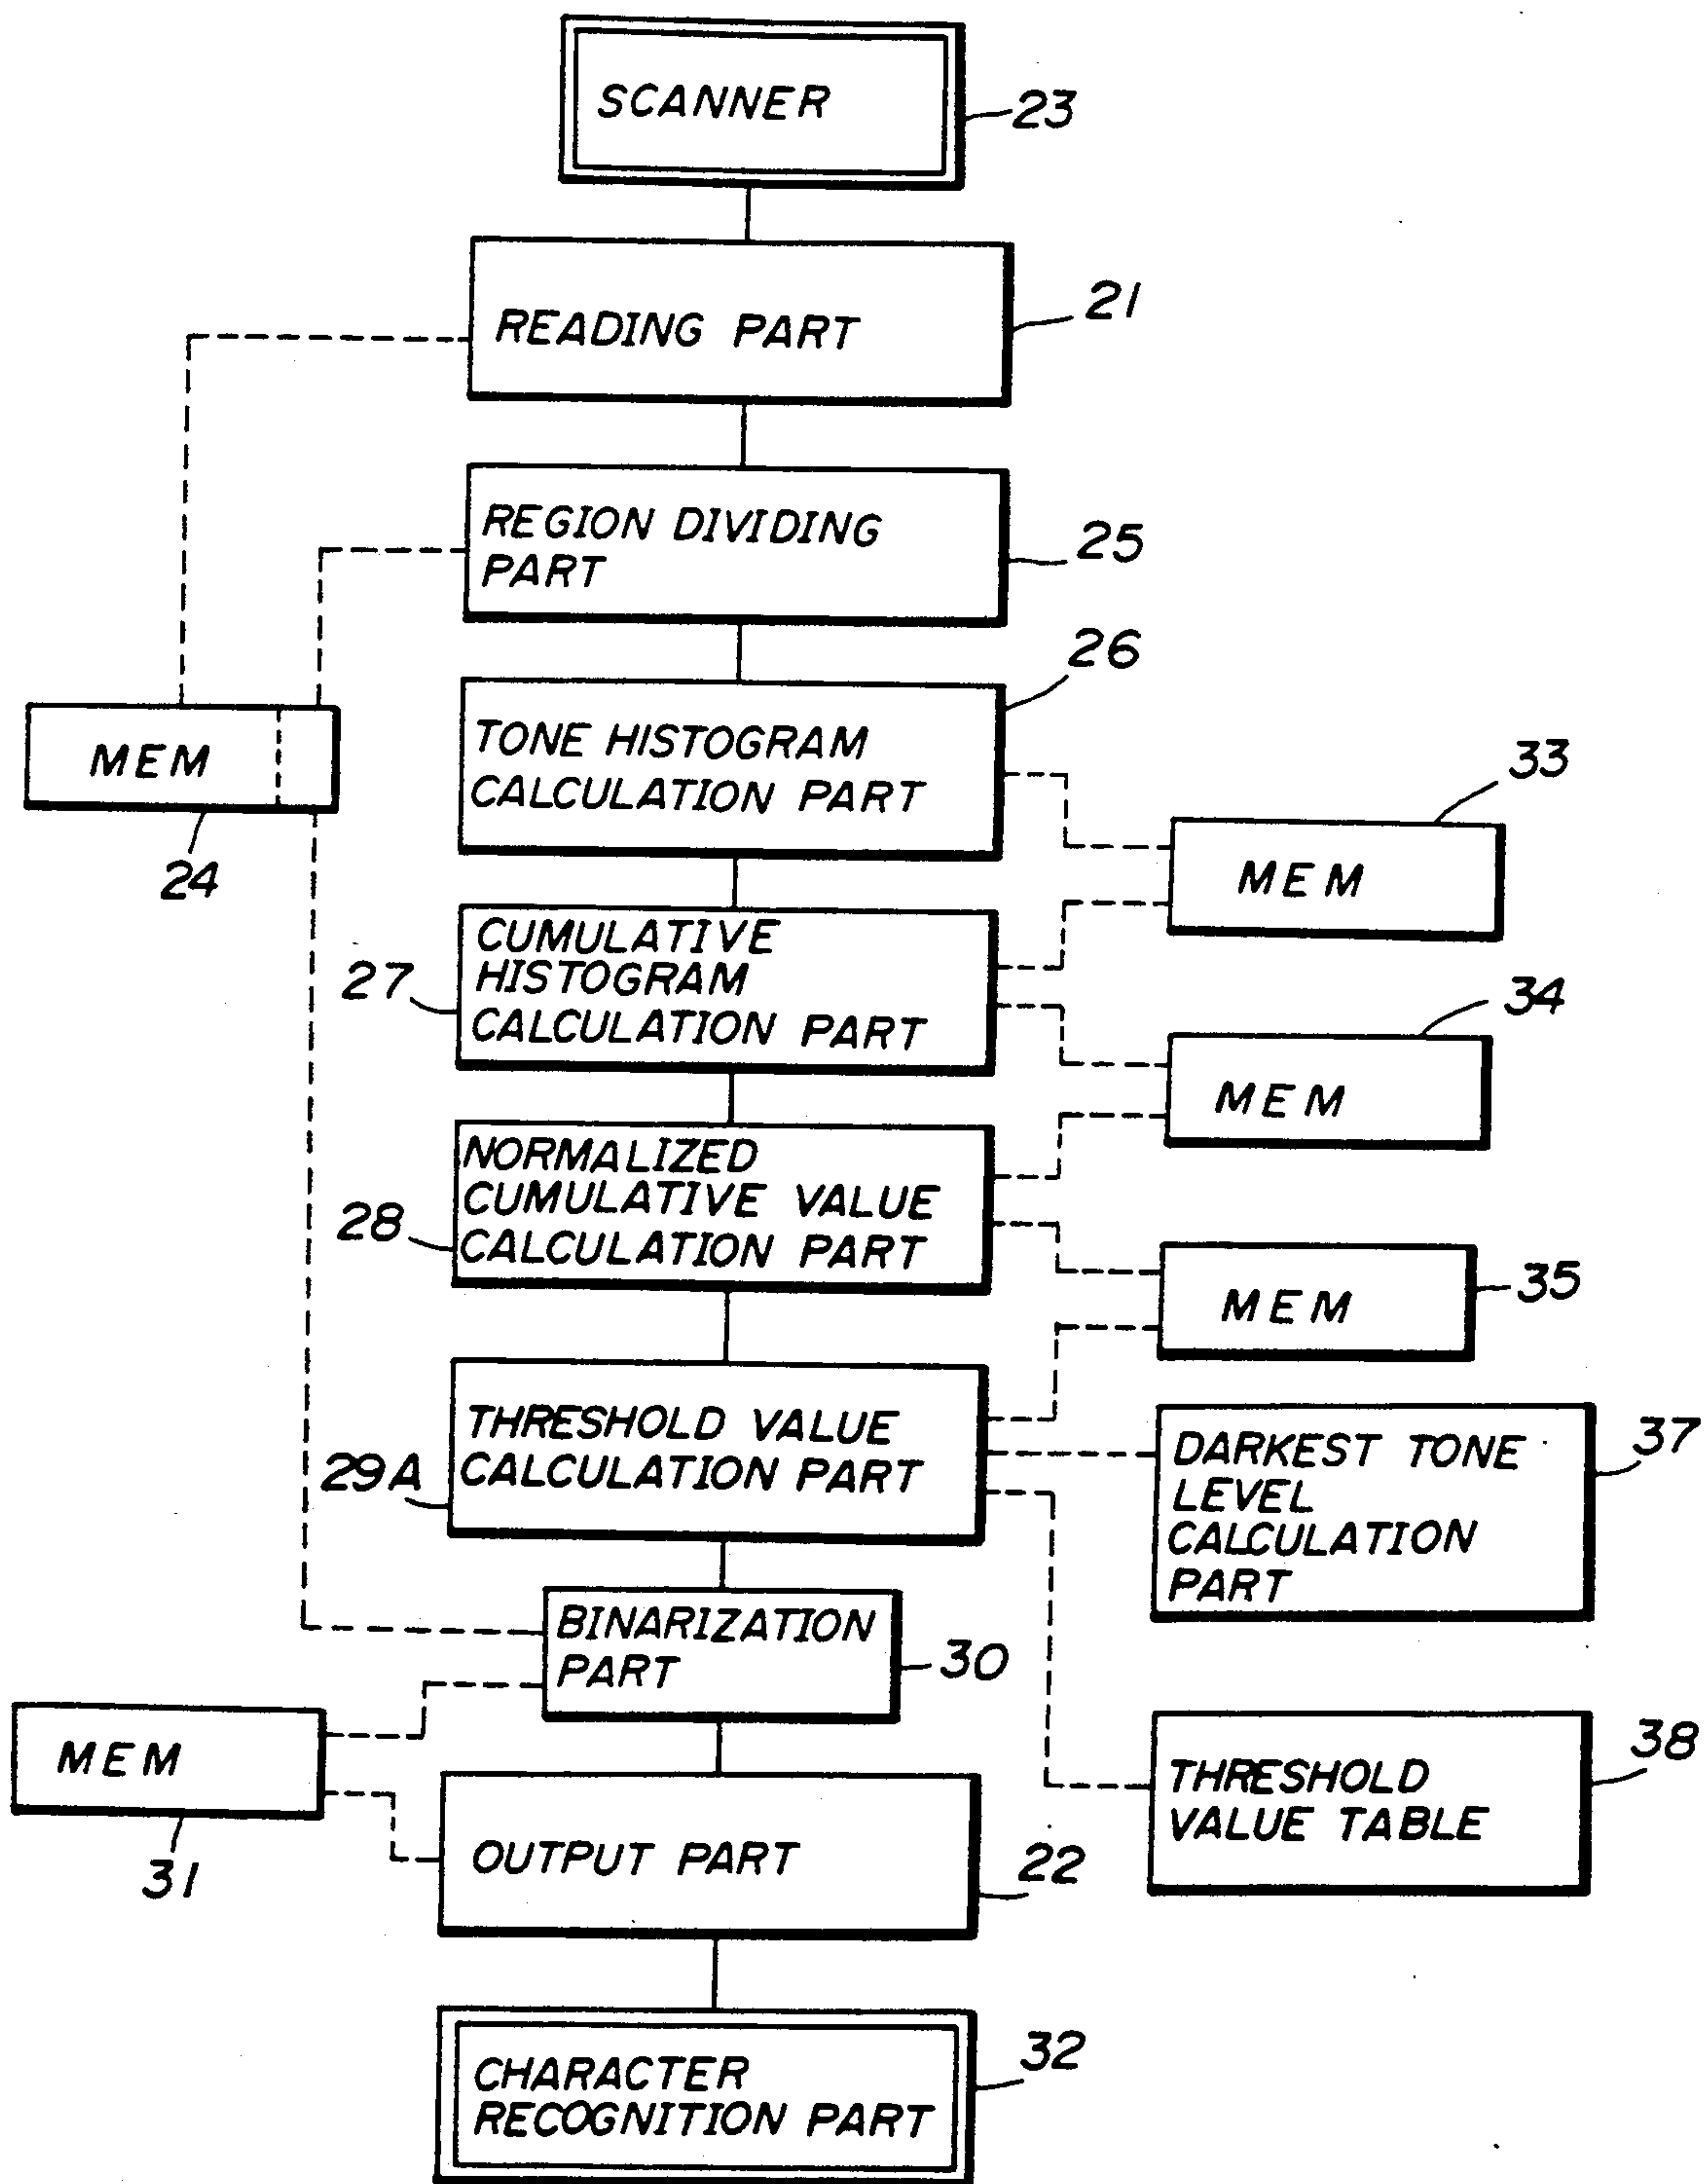 SCANNER
23
READING PART
21
REGION DIVIDING
PART
25
26
TONE HISTOGRAM
CALCULATION PART
MEM
24
33
MEM
CUMULATIVE
HISTOGRAM
CALCULATION PART
27
34
MEM
NORMALIZED
CUMULATIVE VALUE
CALCULATION PART
28
35
MEM
THRESHOLD VALUE
CALCULATION PART
29A
DARKEST TONE
LEVEL
CALCULATION
PART
37
BINARIZATION
PART
30
MEM
31
THRESHOLD
VALUE TABLE
38
OUTPUT PART
22
CHARACTER
RECOGNITION PART
32